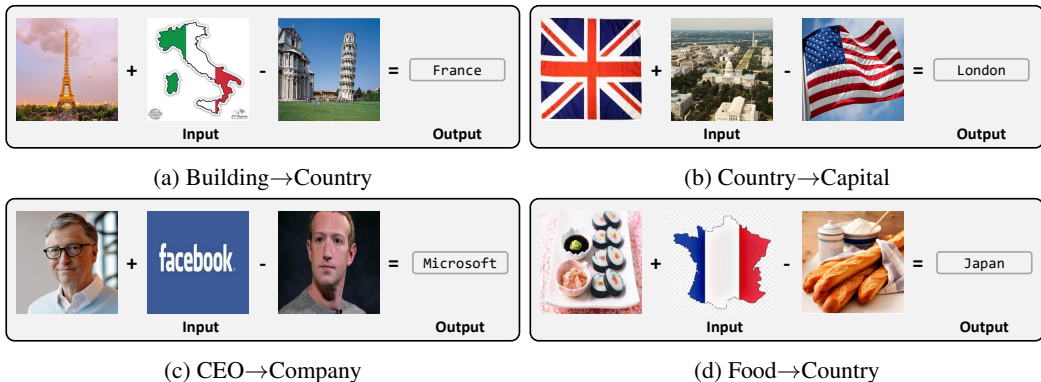 + - = France
Input Output
(a) Building→Country
+ - = London
Input Output
(b) Country→Capital
+ facebook - = Microsoft
Input Output
(c) CEO→Company
+ - = Japan
Input Output
(d) Food→Country